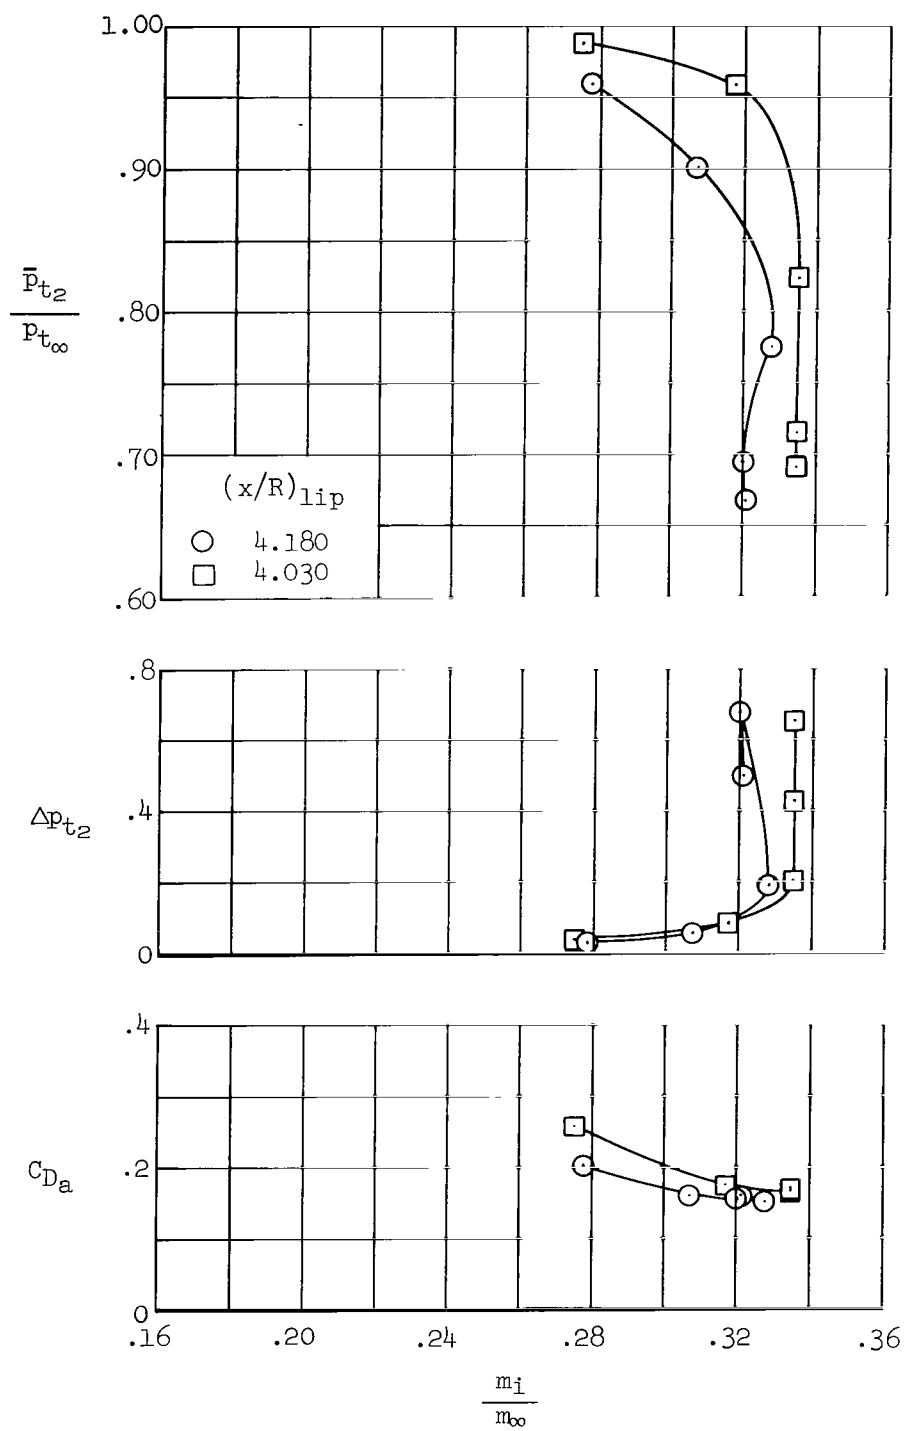 1.00
.90
p̄t2
pt∞
.80
.70
(x/R)lip
4.180
4.030
.60
.8
Δpt2
.4
0
.4
CDa
.2
0
.16 .20 .24 .28 .32 .36
mi
m∞